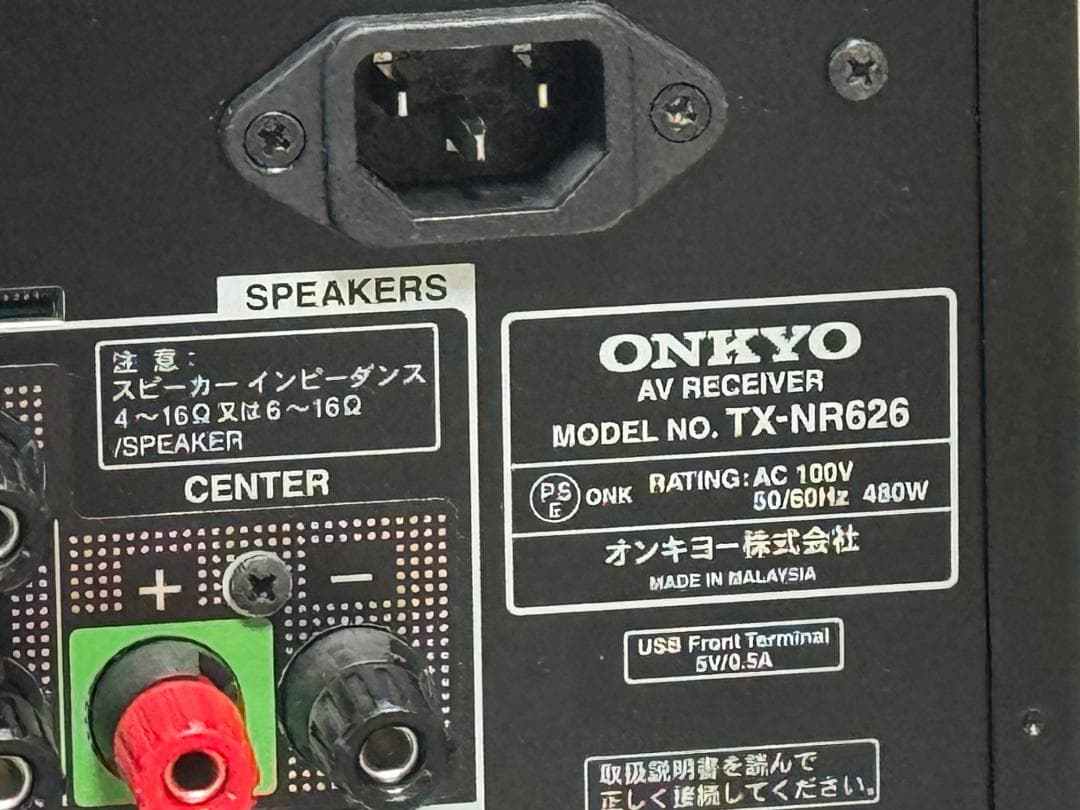 SPEAKERS
注意:
スピーカーインピーダンス
4～16Ω又は6～16Ω
/SPEAKER
CENTER
+ −
ONKYO
AV RECEIVER
MODEL NO. TX-NR626
PS
E
ONK
RATING: AC 100V
50/60Hz 480W
オンキヨー株式会社
MADE IN MALAYSIA
USB Front Terminal
5V/0.5A
取扱説明書を読んで
正しく接続してください。